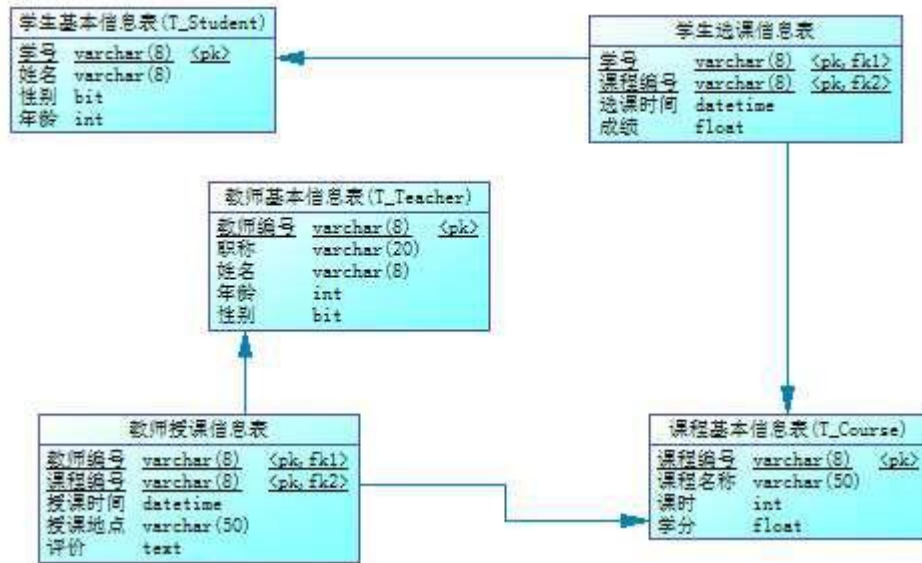 学生基本信息表(T_Student)
学号 varchar(8) <pk>
姓名 varchar(8)
性别 bit
年龄 int
学生选课信息表
学号 varchar(8) <pk,fk1>
课程编号 varchar(8) <pk,fk2>
选课时间 datetime
成绩 float
教师基本信息表(T_Teacher)
教师编号 varchar(8) <pk>
职称 varchar(20)
姓名 varchar(8)
年龄 int
性别 bit
教师授课信息表
教师编号 varchar(8) <pk,fk1>
课程编号 varchar(8) <pk,fk2>
授课时间 datetime
授课地点 varchar(50)
评价 text
课程基本信息表(T_Course)
课程编号 varchar(8) <pk>
课程名称 varchar(50)
课时 int
学分 float